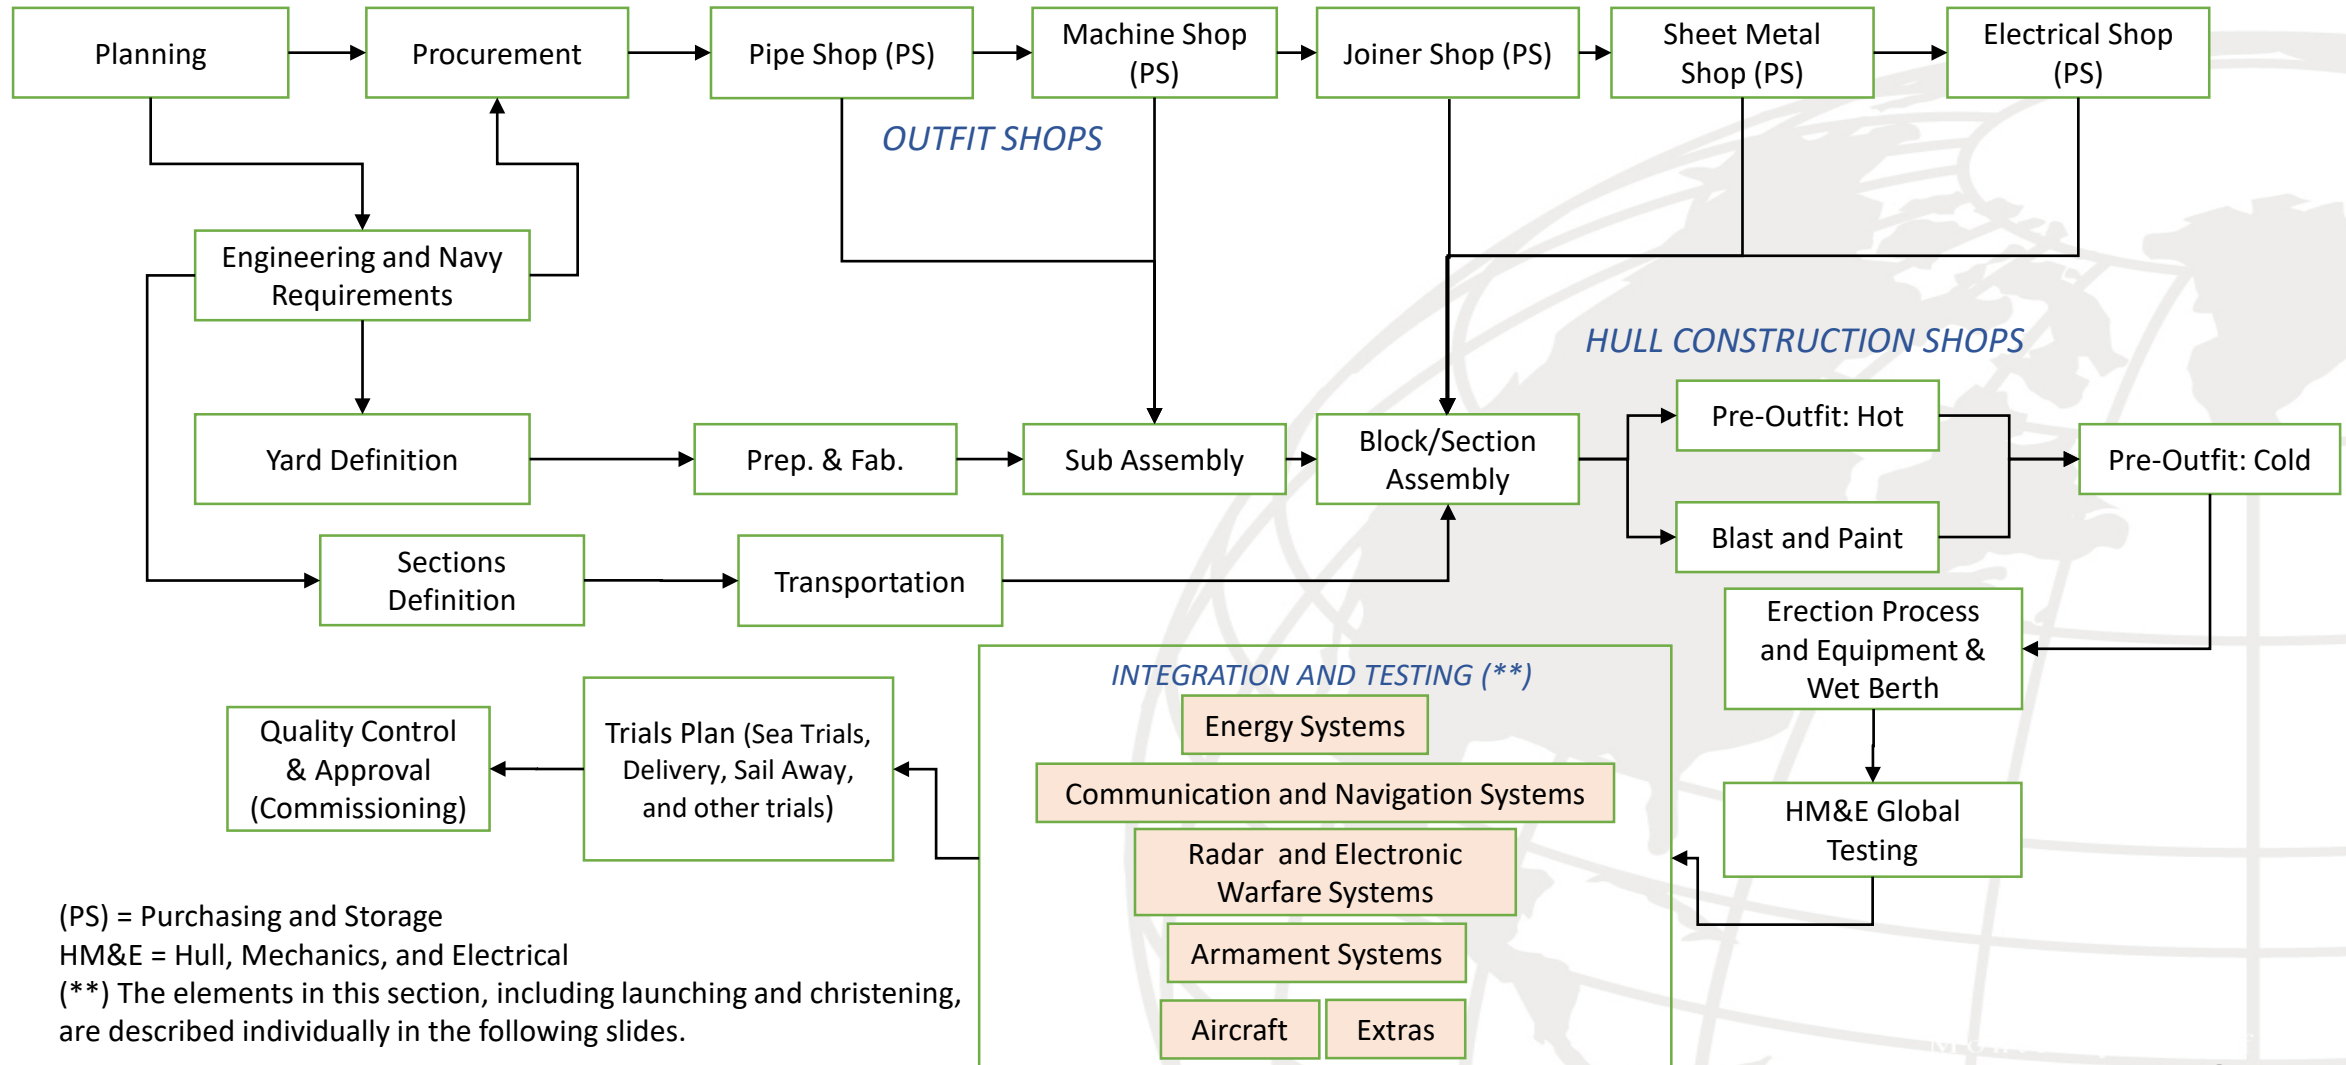 Planning
Procurement
Pipe Shop (PS)
Machine Shop
(PS)
Joiner Shop (PS)
Sheet Metal
Shop (PS)
Electrical Shop
(PS)
OUTFIT SHOPS
Engineering and Navy
Requirements
HULL CONSTRUCTION SHOPS
Yard Definition
Prep. & Fab.
Sub Assembly
Block/Section
Assembly
Pre-Outfit: Hot
Pre-Outfit: Cold
Blast and Paint
Sections
Definition
Transportation
Erection Process
and Equipment &
Wet Berth
INTEGRATION AND TESTING (**)
Energy Systems
Communication and Navigation Systems
Radar  and Electronic
Warfare Systems
Armament Systems
Aircraft
Extras
HM&E Global
Testing
Trials Plan (Sea Trials,
Delivery, Sail Away,
and other trials)
Quality Control
& Approval
(Commissioning)
(PS) = Purchasing and Storage
HM&E = Hull, Mechanics, and Electrical
(**) The elements in this section, including launching and christening,
are described individually in the following slides.